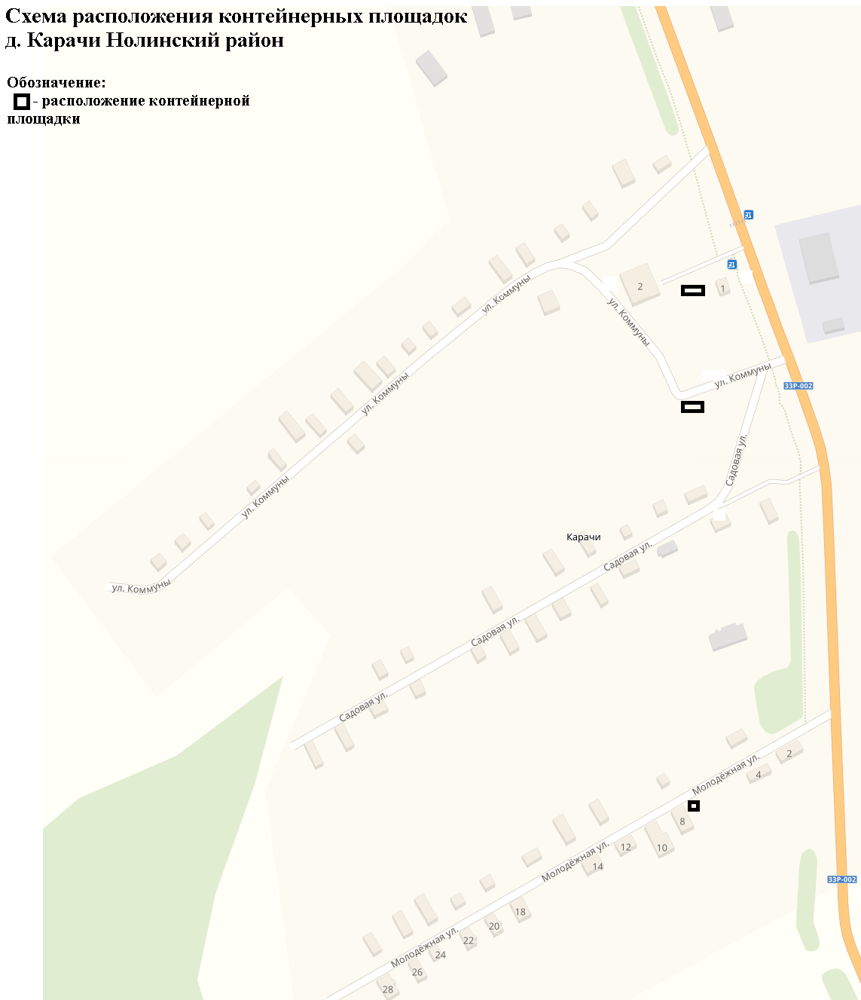 Схема расположения контейнерных площадок
д. Карачи Нолинский район
Обозначение:
- расположение контейнерной
площадки
2
1
ул. Коммуны
ул. Коммуны
ул. Коммуны
33Р-002
ул. Коммуны
Садовая ул.
ул. Коммуны
Карачи
Садовая ул.
ул. Коммуны
Садовая ул.
Садовая ул.
2
Молодёжная ул.
4
8
12
10
Молодёжная ул.
14
33Р-002
18
20
Молодёжная ул.
22
24
26
28